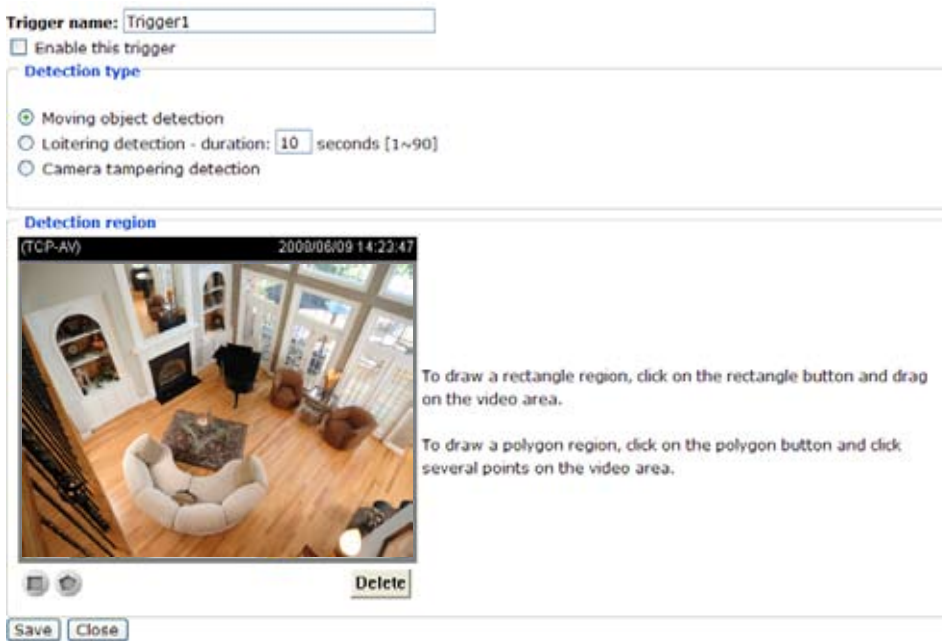 Trigger name: Trigger1
Enable this trigger
Detection type
Moving object detection
Loitering detection - duration: 10 seconds [1~90]
Camera tampering detection
Detection region
(TCP-AV) 2008/06/09 14:23:47
To draw a rectangle region, click on the rectangle button and drag
on the video area.
To draw a polygon region, click on the polygon button and click
several points on the video area.
Delete
Save Close